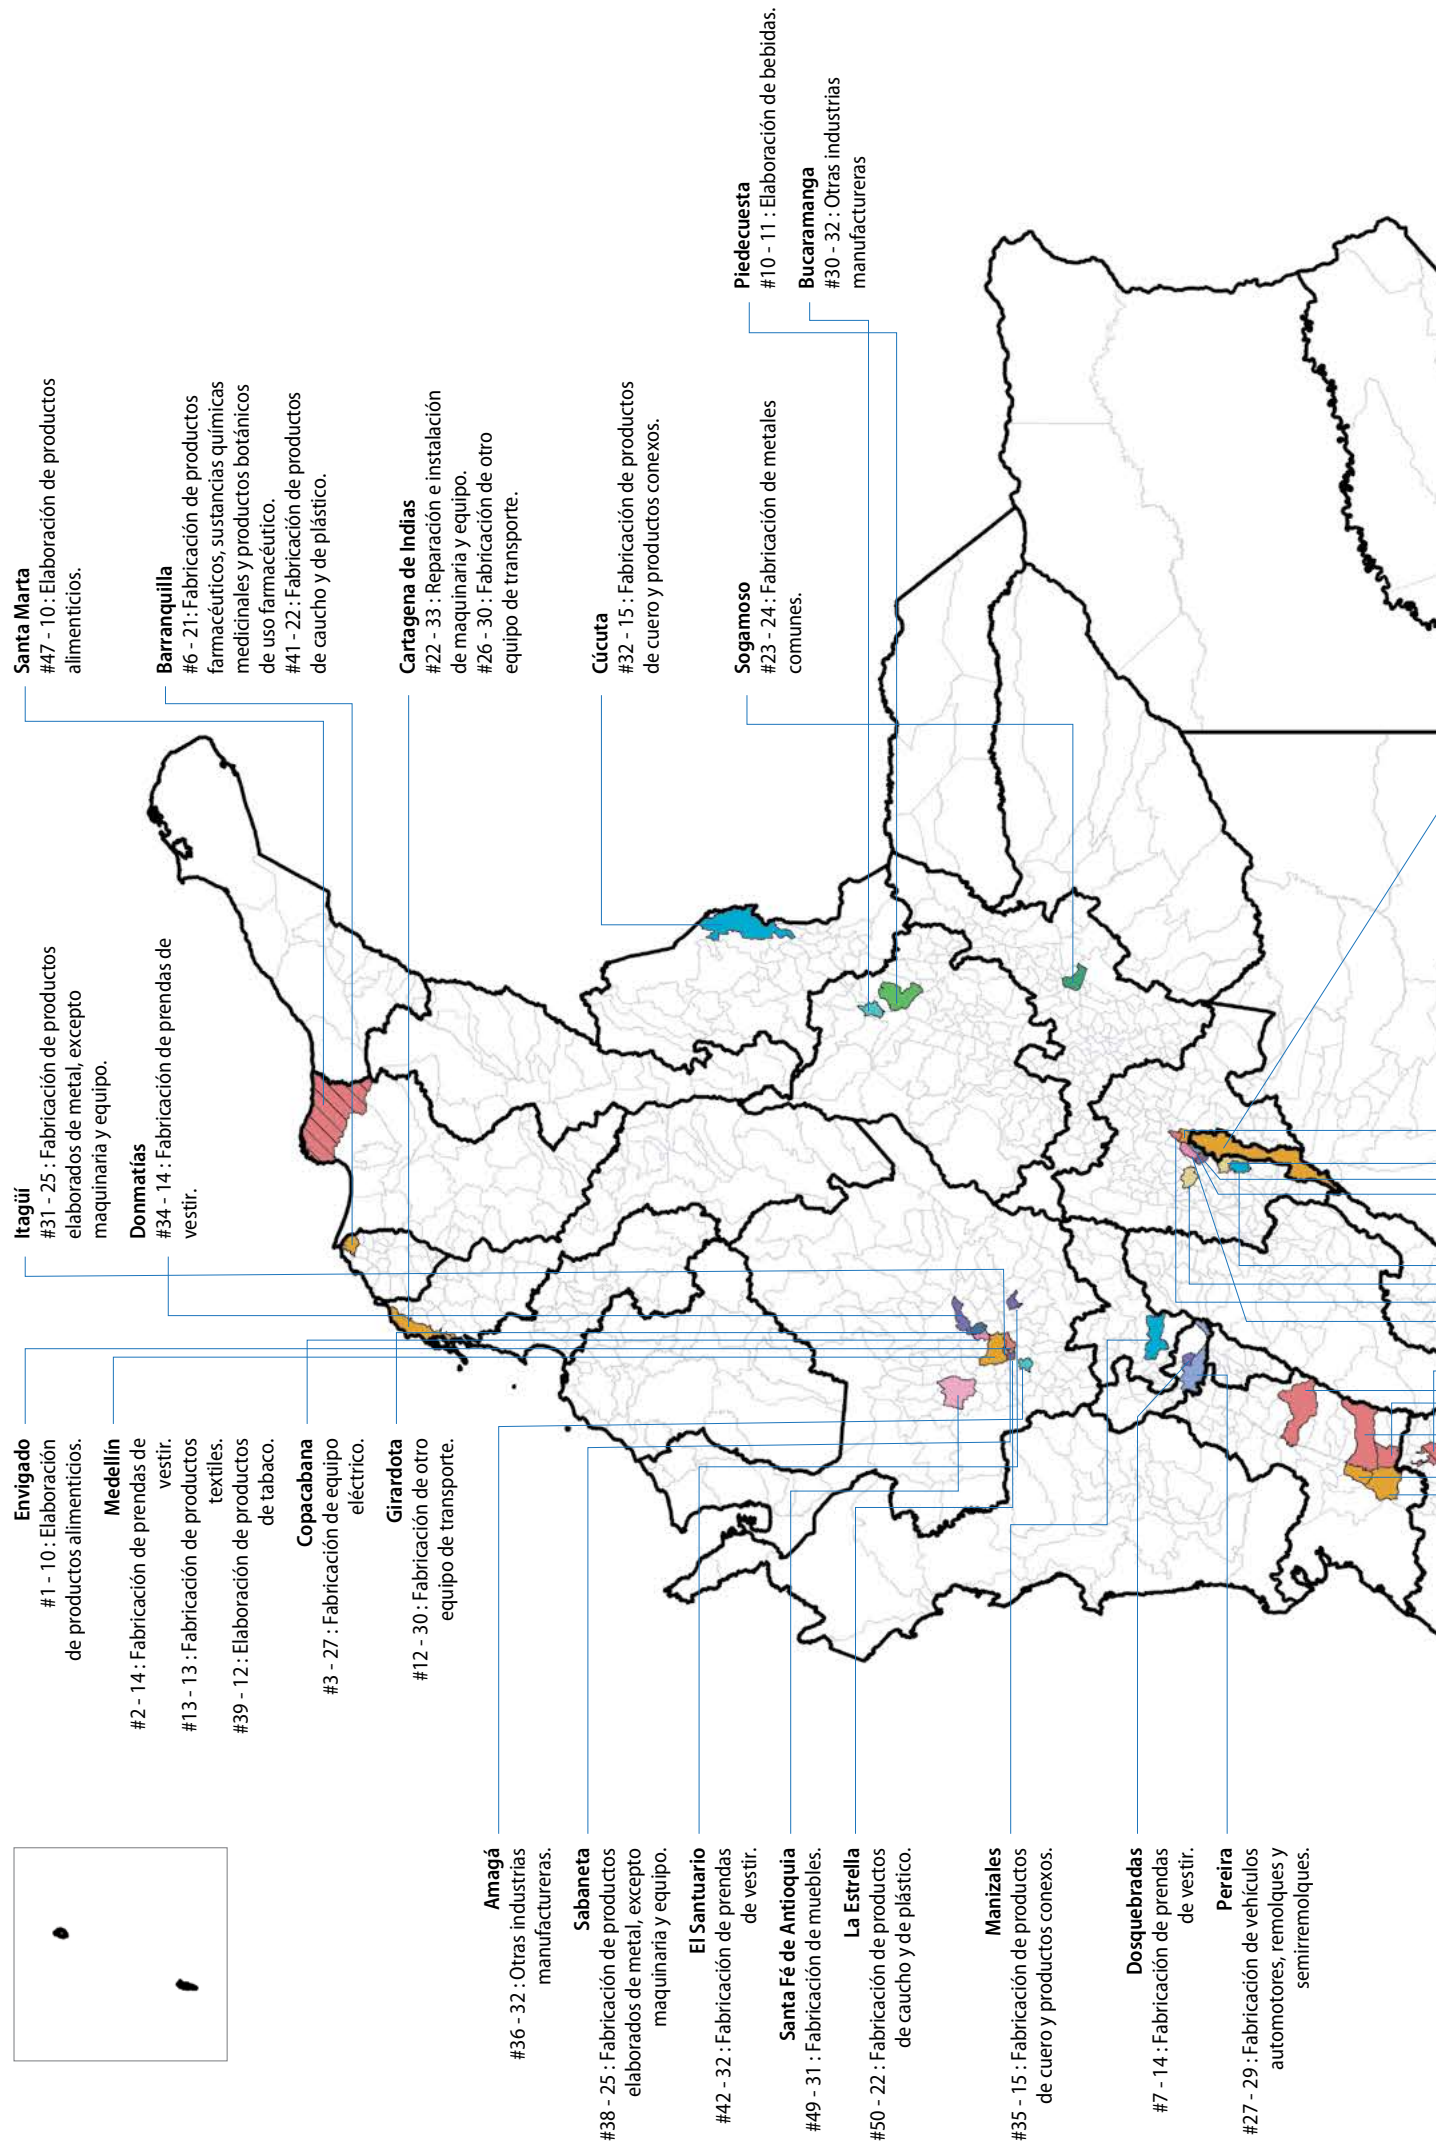 Santa Marta
#47 - 10 : Elaboración de productos
alimenticios.
Barranquilla
#6 - 21: Fabricación de productos
farmacéuticos, sustancias químicas
medicinales y productos botánicos
de uso farmacéutico.
#41 - 22 : Fabricación de productos
de caucho y de plástico.
Cartagena de Indias
#22 - 33 : Reparación e instalación
de maquinaria y equipo.
#26 - 30 : Fabricación de otro
equipo de transporte.
Cúcuta
#32 - 15 : Fabricación de productos
de cuero y productos conexos.
Sogamoso
#23 - 24 : Fabricación de metales
comunes.
Piedecuesta
#10 - 11 : Elaboración de bebidas.
Bucaramanga
#30 - 32 : Otras industrias
manufactureras
Itagüí
#31 - 25 : Fabricación de productos
elaborados de metal, excepto
maquinaria y equipo.
Donmatías
#34 - 14 : Fabricación de prendas de
vestir.
Envigado
#1 - 10 : Elaboración
de productos alimenticios.
Medellín
#2 - 14 : Fabricación de prendas de
vestir.
#13 - 13 : Fabricación de productos
textiles.
#39 - 12 : Elaboración de productos
de tabaco.
Copacabana
#3 - 27 : Fabricación de equipo
eléctrico.
Girardota
#12 - 30 : Fabricación de otro
equipo de transporte.
Amagá
#36 - 32 : Otras industrias
manufactureras.
Sabaneta
#38 - 25 : Fabricación de productos
elaborados de metal, excepto
maquinaria y equipo.
El Santuario
#42 - 32 : Fabricación de prendas
de vestir.
Santa Fé de Antioquia
#49 - 31 : Fabricación de muebles.
La Estrella
#50 - 22 : Fabricación de productos
de caucho y de plástico.
Manizales
#35 - 15 : Fabricación de productos
de cuero y productos conexos.
Dosquebradas
#7 - 14 : Fabricación de prendas
de vestir.
Pereira
#27 - 29 : Fabricación de vehículos
automotores, remolques y
semirremolques.